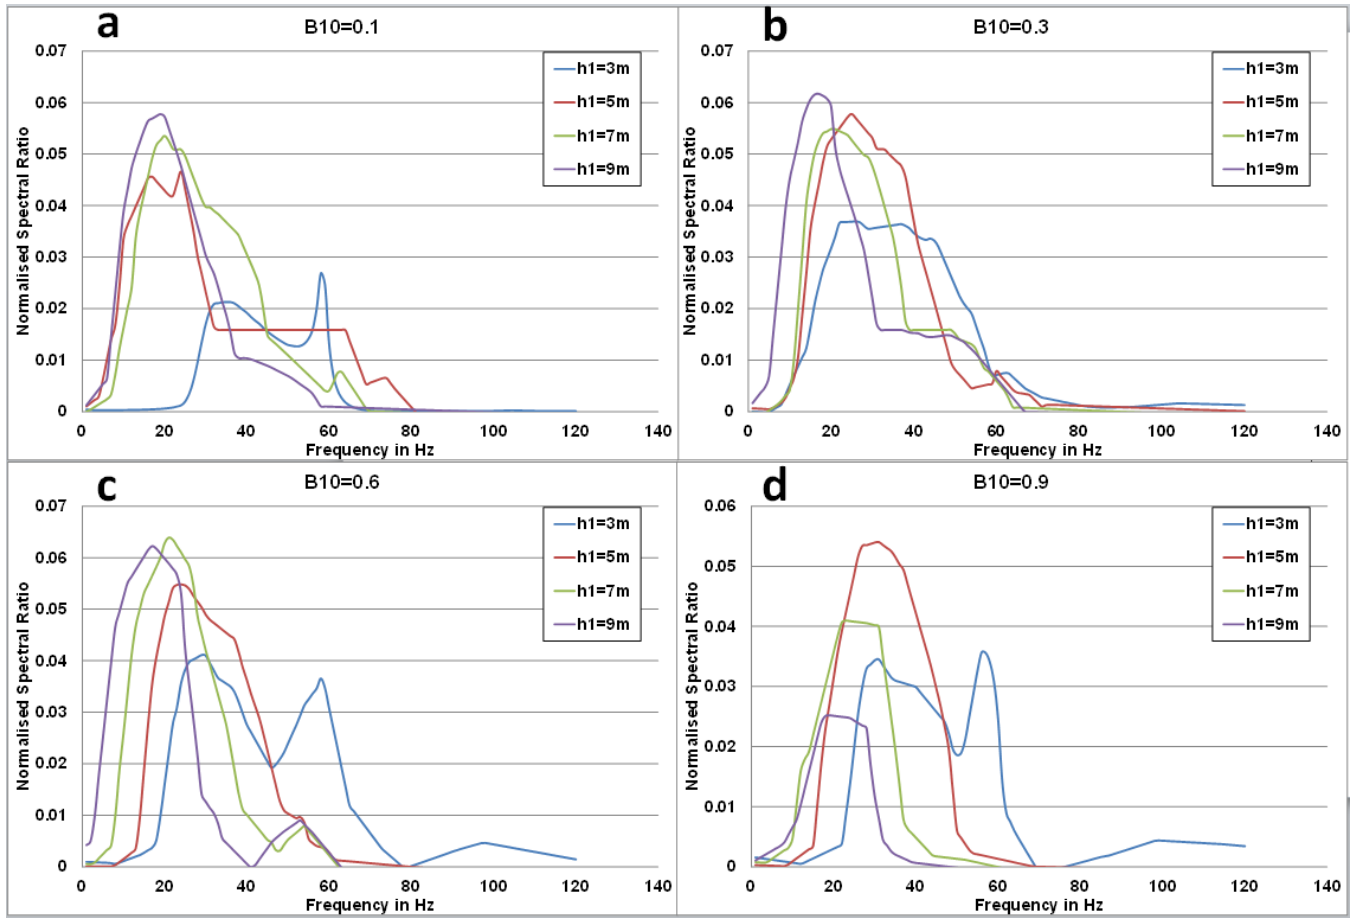 a
B10=0.1
Normalised Spectral Ratio
0.07
0.06
0.05
0.04
0.03
0.02
0.01
0
h1=3m
h1=5m
h1=7m
h1=9m
0 20 40 60 80 100 120 140
Frequency in Hz
b
B10=0.3
Normalised Spectral Ratio
0.07
0.06
0.05
0.04
0.03
0.02
0.01
0
h1=3m
h1=5m
h1=7m
h1=9m
0 20 40 60 80 100 120 140
Frequency in Hz
c
B10=0.6
Normalised Spectral Ratio
0.07
0.06
0.05
0.04
0.03
0.02
0.01
0
h1=3m
h1=5m
h1=7m
h1=9m
0 20 40 60 80 100 120 140
Frequency in Hz
d
B10=0.9
Normalised Spectral Ratio
0.06
0.05
0.04
0.03
0.02
0.01
0
h1=3m
h1=5m
h1=7m
h1=9m
0 20 40 60 80 100 120 140
Frequency in Hz